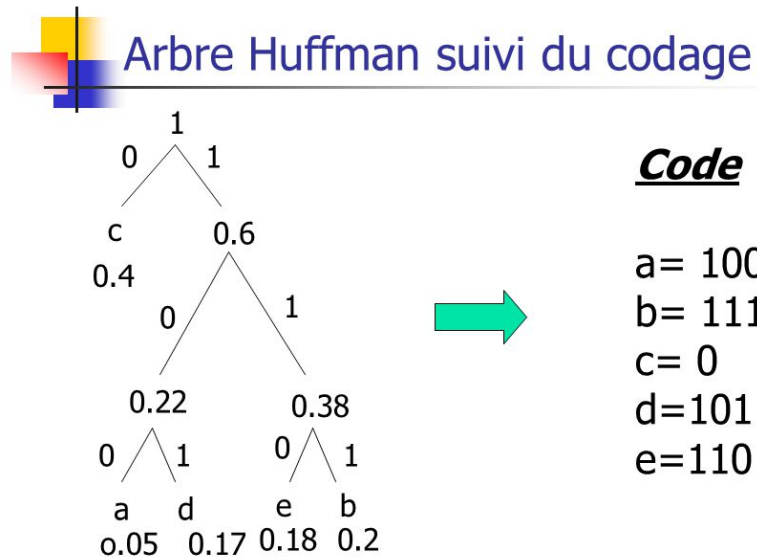 Arbre Huffman suivi du codage
1
0 1
c 0.6
0.4
0 1
0.22 0.38
0 1 0 1
a d e b
o.05 0.17 0.18 0.2
Code
a= 100
b= 111
c= 0
d=101
e=110